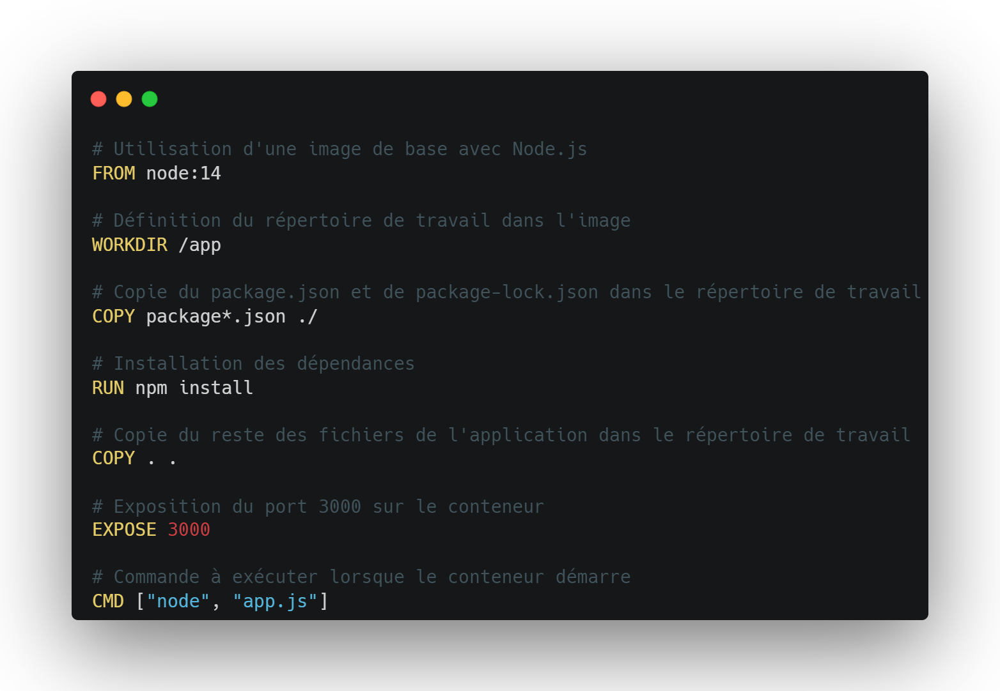 # Utilisation d'une image de base avec Node.js
FROM node:14
# Définition du répertoire de travail dans l'image
WORKDIR /app
# Copie du package.json et de package-lock.json dans le répertoire de travail
COPY package*.json ./
# Installation des dépendances
RUN npm install
# Copie du reste des fichiers de l'application dans le répertoire de travail
COPY . .
# Exposition du port 3000 sur le conteneur
EXPOSE 3000
# Commande à exécuter lorsque le conteneur démarre
CMD ["node", "app.js"]